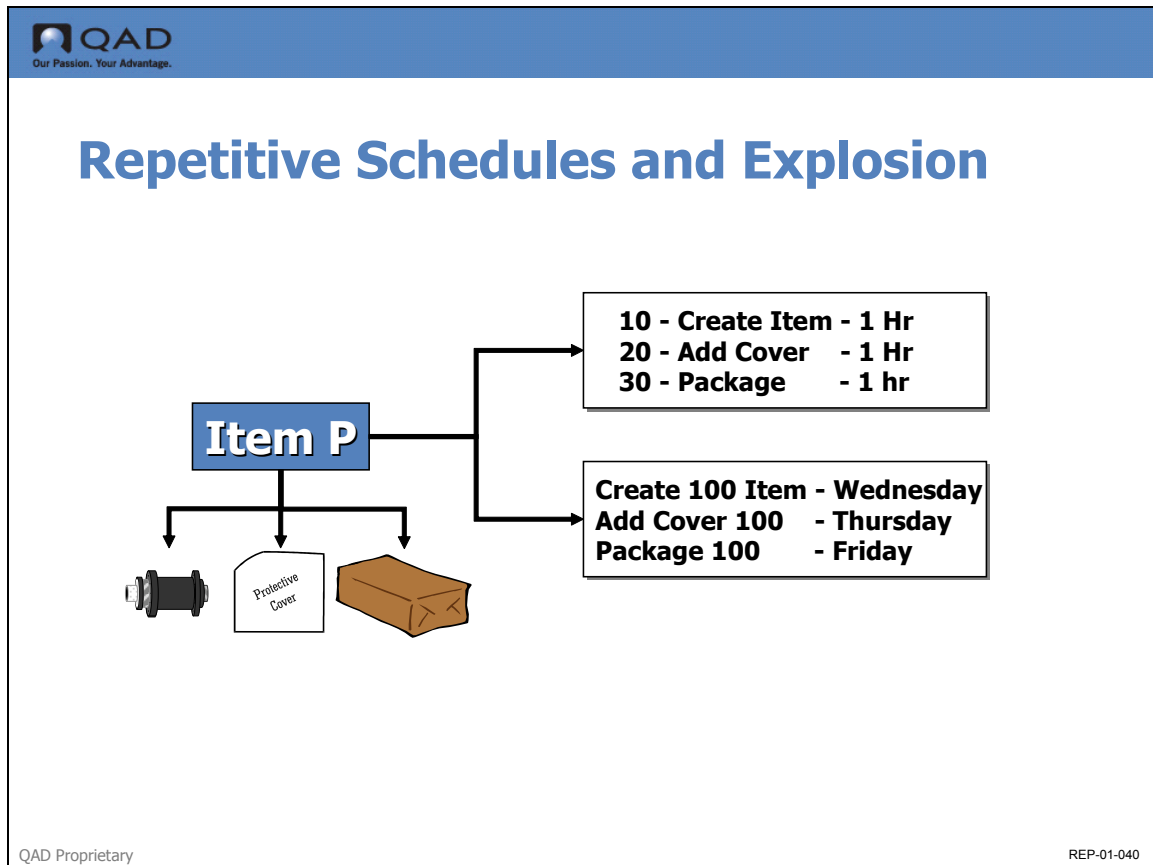 QAD
Our Passion. Your Advantage.
Repetitive Schedules and Explosion
10 - Create Item - 1 Hr
20 - Add Cover - 1 Hr
30 - Package - 1 hr
Item P
Create 100 Item - Wednesday
Add Cover 100 - Thursday
Package 100 - Friday
Protective
Cover
QAD Proprietary
REP-01-040